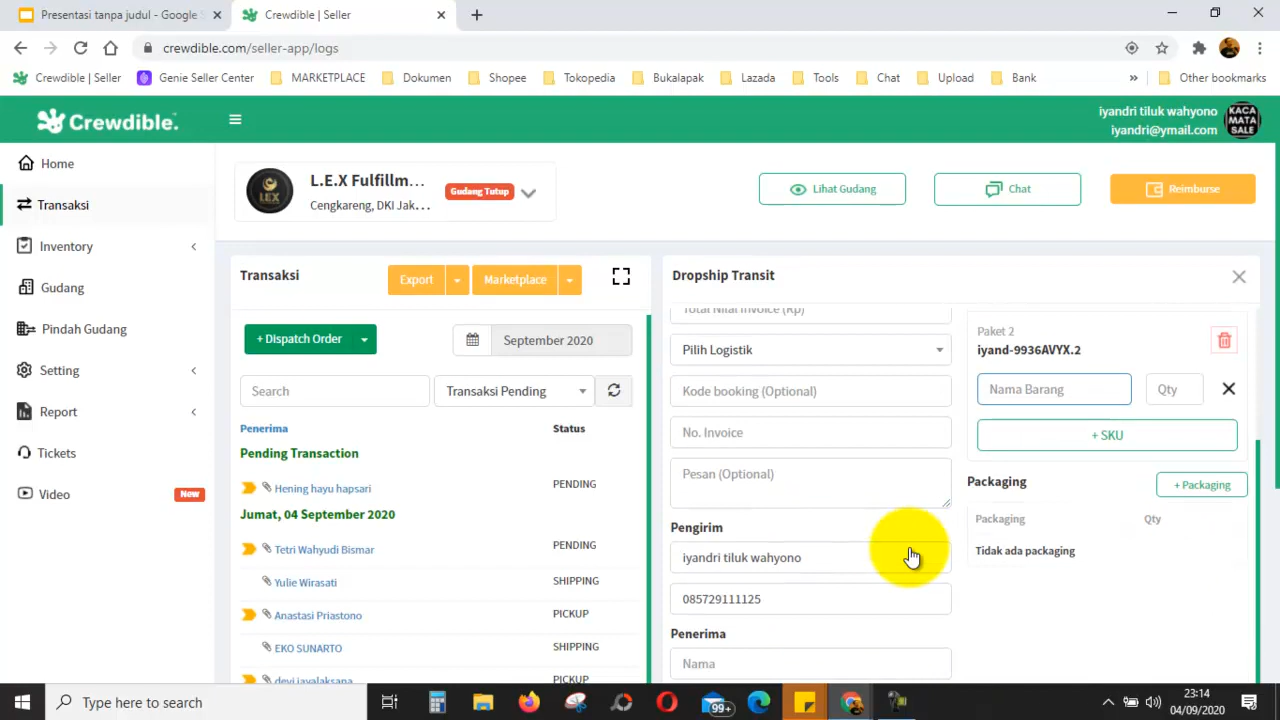 Presentasi tanpa judul - Google S
Crewdible | Seller
crewdible.com/seller-app/logs
Crewdible | Seller
Genie Seller Center
MARKETPLACE
Dokumen
Shopee
Tokopedia
Bukalapak
Lazada
Tools
Chat
Upload
Bank
Other bookmarks
Crewdible.
iyandri tiluk wahyono
iyandri@ymail.com
KACA
MATA
SALE
Home
Transaksi
Inventory
Gudang
Pindah Gudang
Setting
Report
Tickets
Video
New
LEX
L.E.X Fulfillm...
Cengkareng, DKI Jak...
Gudang Tutup
Lihat Gudang
Chat
Reimburse
Transaksi
Export
Marketplace
+ Dispatch Order
September 2020
Search
Transaksi Pending
Penerima
Status
Pending Transaction
Hening hayu hapsari
PENDING
Jumat, 04 September 2020
Tetri Wahyudi Bismar
PENDING
Yulie Wirasati
SHIPPING
Anastasi Priastono
PICKUP
EKO SUNARTO
SHIPPING
devi jayalaksana
PICKUP
Dropship Transit
Total Nilai Invoice (Rp)
Pilih Logistik
Kode booking (Optional)
No. Invoice
Pesan (Optional)
Pengirim
iyandri tiluk wahyono
085729111125
Penerima
Nama
Paket 2
iyand-9936AVYX.2
Nama Barang
Qty
+ SKU
Packaging
+ Packaging
Packaging
Qty
Tidak ada packaging
Type here to search
99+
23:14
04/09/2020